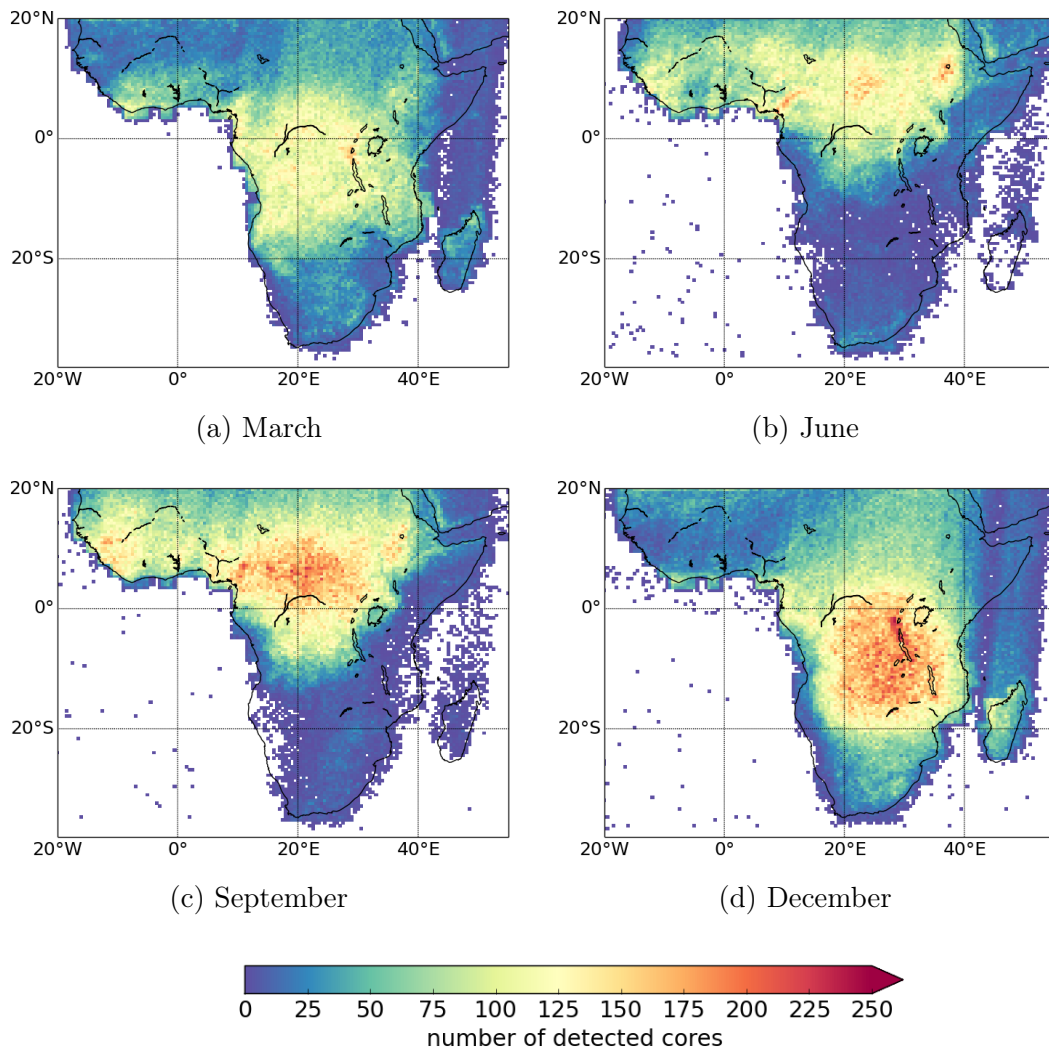 20°N
0°
20°S
20°W 0° 20°E 40°E
(a) March
20°N
0°
20°S
20°W 0° 20°E 40°E
(b) June
20°N
0°
20°S
20°W 0° 20°E 40°E
(c) September
20°N
0°
20°S
20°W 0° 20°E 40°E
(d) December
0 25 50 75 100 125 150 175 200 225 250
number of detected cores